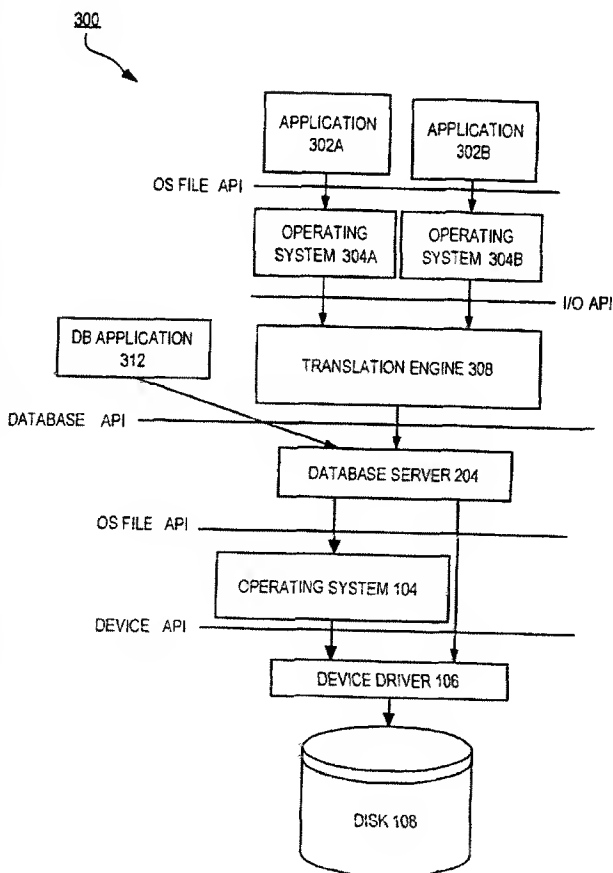 300
APPLICATION
302A
APPLICATION
302B
OS FILE API
OPERATING
SYSTEM 304A
OPERATING
SYSTEM 304B
I/O API
DB APPLICATION
312
TRANSLATION ENGINE 308
DATABASE API
DATABASE SERVER 204
OS FILE API
OPERATING SYSTEM 104
DEVICE API
DEVICE DRIVER 106
DISK 108